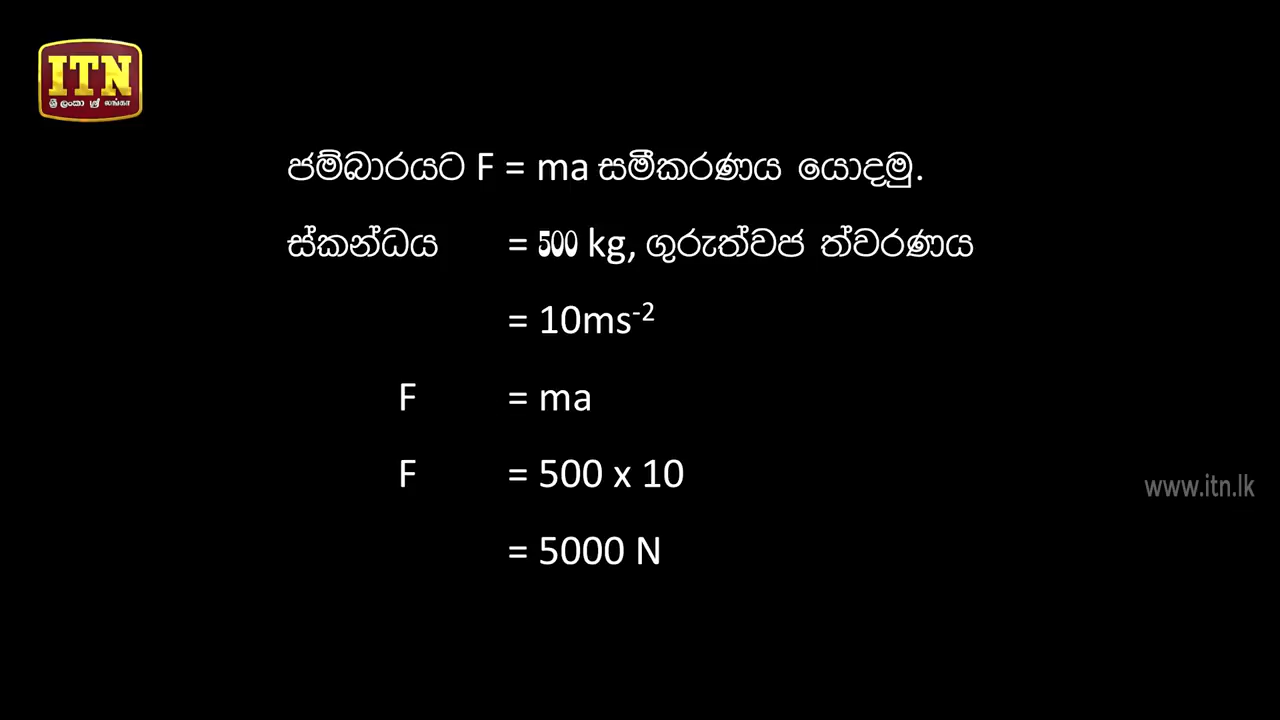 ITN
ශ්‍රී ලංකා ஸ்ரீ லங்கா
ජම්බාරයට F = ma සමීකරණය යොදමු.
ස්කන්ධය = 500 kg, ගුරුත්වජ ත්වරණය
= 10ms⁻²
F = ma
F = 500 x 10
= 5000 N
www.itn.lk